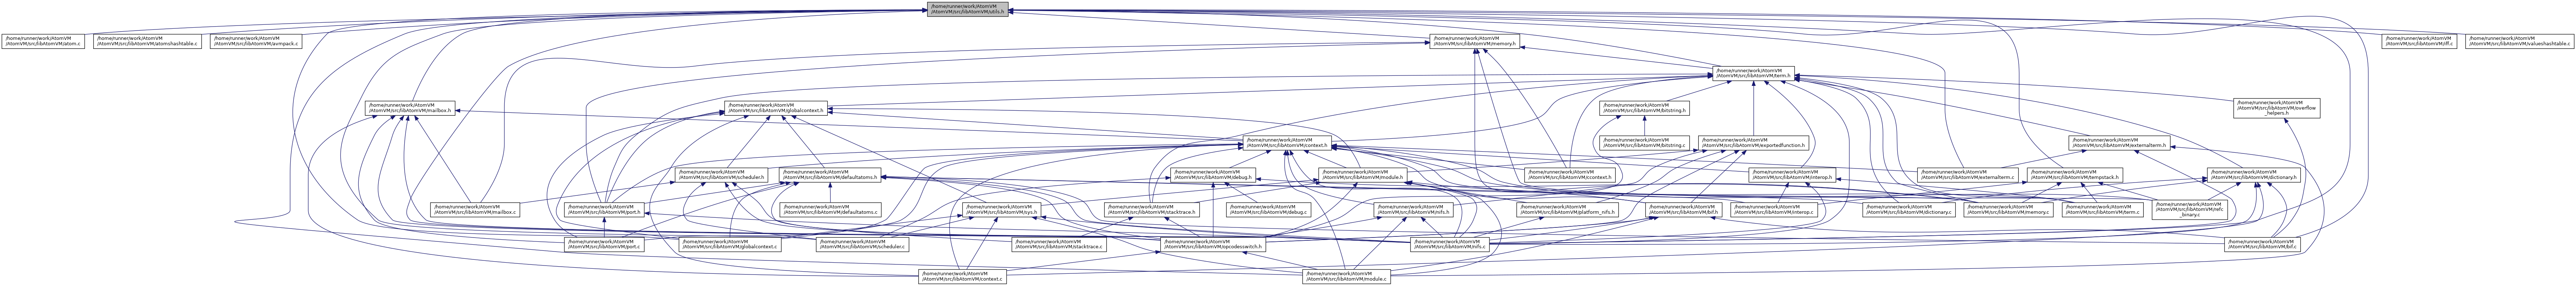 /home/runner/work/AtomVM
/AtomVM/src/libAtomVM/utils.h
/home/runner/work/AtomVM
/AtomVM/src/libAtomVM/atom.c
/home/runner/work/AtomVM
/AtomVM/src/libAtomVM/atomshashtable.c
/home/runner/work/AtomVM
/AtomVM/src/libAtomVM/avmpack.c
/home/runner/work/AtomVM
/AtomVM/src/libAtomVM/memory.h
/home/runner/work/AtomVM
/AtomVM/src/libAtomVM/iff.c
/home/runner/work/AtomVM
/AtomVM/src/libAtomVM/valueshashtable.c
/home/runner/work/AtomVM
/AtomVM/src/libAtomVM/term.h
/home/runner/work/AtomVM
/AtomVM/src/libAtomVM/mailbox.h
/home/runner/work/AtomVM
/AtomVM/src/libAtomVM/globalcontext.h
/home/runner/work/AtomVM
/AtomVM/src/libAtomVM/bitstring.h
/home/runner/work/AtomVM
/AtomVM/src/libAtomVM/overflow
_helpers.h
/home/runner/work/AtomVM
/AtomVM/src/libAtomVM/context.h
/home/runner/work/AtomVM
/AtomVM/src/libAtomVM/bitstring.c
/home/runner/work/AtomVM
/AtomVM/src/libAtomVM/exportedfunction.h
/home/runner/work/AtomVM
/AtomVM/src/libAtomVM/externalterm.h
/home/runner/work/AtomVM
/AtomVM/src/libAtomVM/scheduler.h
/home/runner/work/AtomVM
/AtomVM/src/libAtomVM/defaultatoms.h
/home/runner/work/AtomVM
/AtomVM/src/libAtomVM/debug.h
/home/runner/work/AtomVM
/AtomVM/src/libAtomVM/module.h
/home/runner/work/AtomVM
/AtomVM/src/libAtomVM/ccontext.h
/home/runner/work/AtomVM
/AtomVM/src/libAtomVM/interop.h
/home/runner/work/AtomVM
/AtomVM/src/libAtomVM/externalterm.c
/home/runner/work/AtomVM
/AtomVM/src/libAtomVM/tempstack.h
/home/runner/work/AtomVM
/AtomVM/src/libAtomVM/dictionary.h
/home/runner/work/AtomVM
/AtomVM/src/libAtomVM/mailbox.c
/home/runner/work/AtomVM
/AtomVM/src/libAtomVM/port.h
/home/runner/work/AtomVM
/AtomVM/src/libAtomVM/defaultatoms.c
/home/runner/work/AtomVM
/AtomVM/src/libAtomVM/sys.h
/home/runner/work/AtomVM
/AtomVM/src/libAtomVM/stacktrace.h
/home/runner/work/AtomVM
/AtomVM/src/libAtomVM/debug.c
/home/runner/work/AtomVM
/AtomVM/src/libAtomVM/nifs.h
/home/runner/work/AtomVM
/AtomVM/src/libAtomVM/platform_nifs.h
/home/runner/work/AtomVM
/AtomVM/src/libAtomVM/bif.h
/home/runner/work/AtomVM
/AtomVM/src/libAtomVM/interop.c
/home/runner/work/AtomVM
/AtomVM/src/libAtomVM/dictionary.c
/home/runner/work/AtomVM
/AtomVM/src/libAtomVM/memory.c
/home/runner/work/AtomVM
/AtomVM/src/libAtomVM/term.c
/home/runner/work/AtomVM
/AtomVM/src/libAtomVM/refc
_binary.c
/home/runner/work/AtomVM
/AtomVM/src/libAtomVM/port.c
/home/runner/work/AtomVM
/AtomVM/src/libAtomVM/globalcontext.c
/home/runner/work/AtomVM
/AtomVM/src/libAtomVM/scheduler.c
/home/runner/work/AtomVM
/AtomVM/src/libAtomVM/stacktrace.c
/home/runner/work/AtomVM
/AtomVM/src/libAtomVM/opcodesswitch.h
/home/runner/work/AtomVM
/AtomVM/src/libAtomVM/nifs.c
/home/runner/work/AtomVM
/AtomVM/src/libAtomVM/bif.c
/home/runner/work/AtomVM
/AtomVM/src/libAtomVM/context.c
/home/runner/work/AtomVM
/AtomVM/src/libAtomVM/module.c